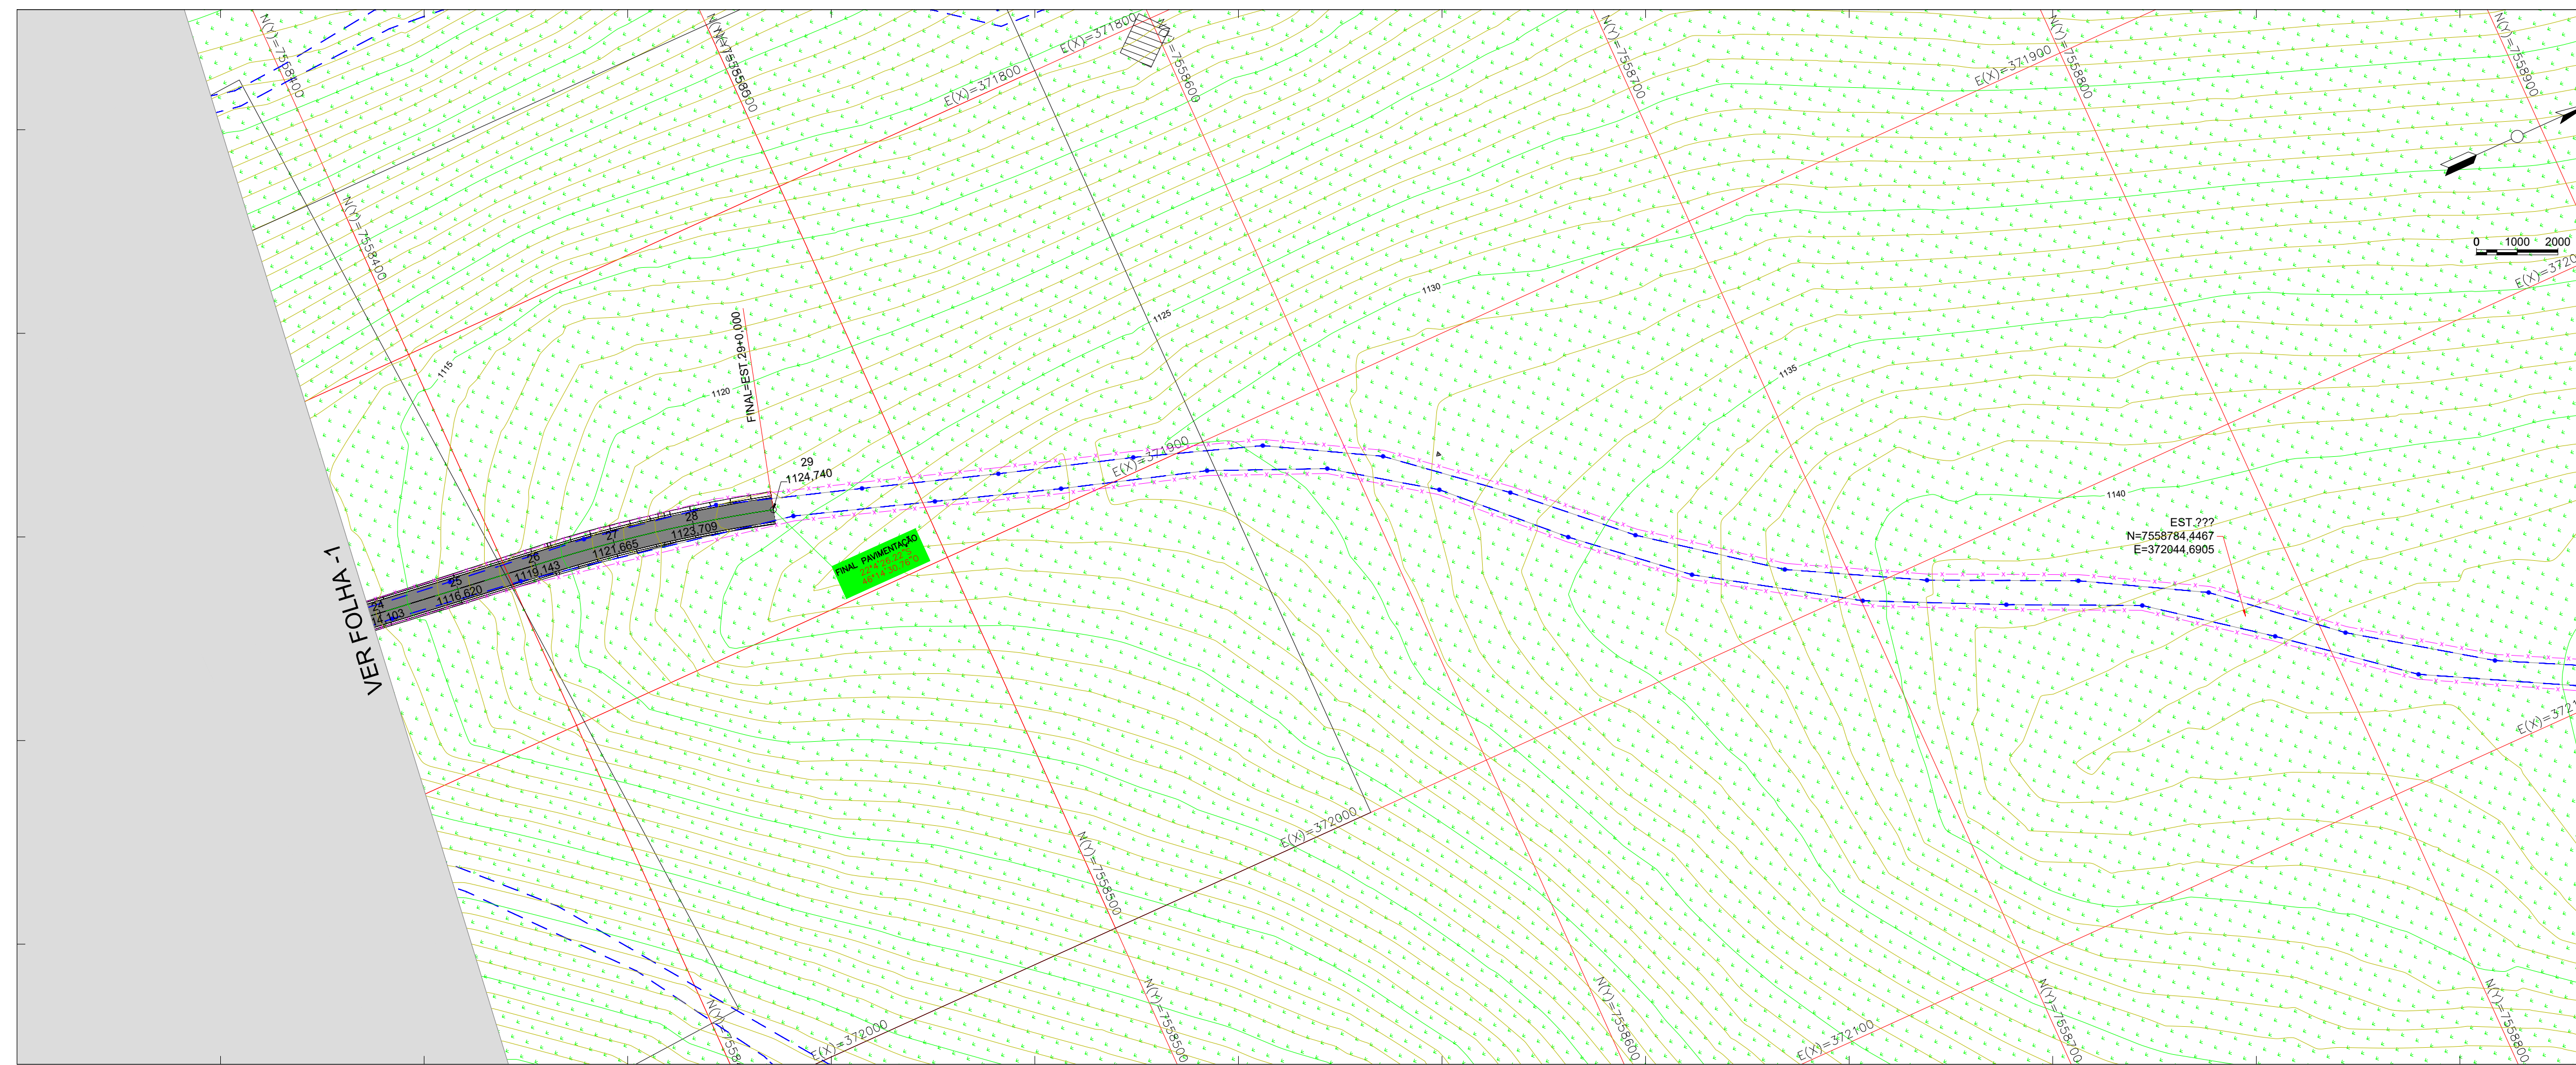 N(Y)=7558400
E(X)=371800
N(Y)=7558600
N(Y)=7558700
E(X)=371900
N(Y)=7558800
N(Y)=7558900
E(X)=371800
N(Y)=7558400
0 1000 2000
1130
1125
FINAL=EST.29+0,000
1115
1120
1135
E(X)=371900
4
29
1124,740
1140
EST.???
N=7558784,4467
E=372044,6905
28
1123,709
27
1121,665
26
1119,143
25
1116,620
24
14,103
FINAL PAVIMENTAÇÃO
VER FOLHA -1
E(X)=372000
N(Y)=7558500
N(Y)=7558500
N(Y)=7558600
N(Y)=7558700
N(Y)=7558800
E(X)=372000
E(X)=372100